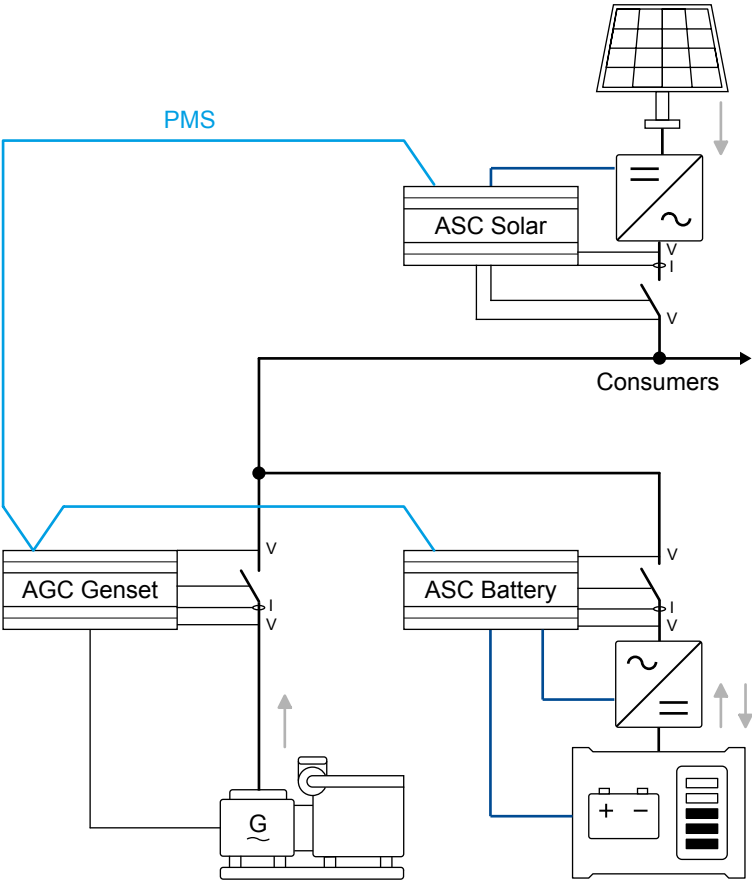 PMS
ASC Solar
V
I
V
Consumers
V
AGC Genset
I
V
V
ASC Battery
I
V
G
+ −